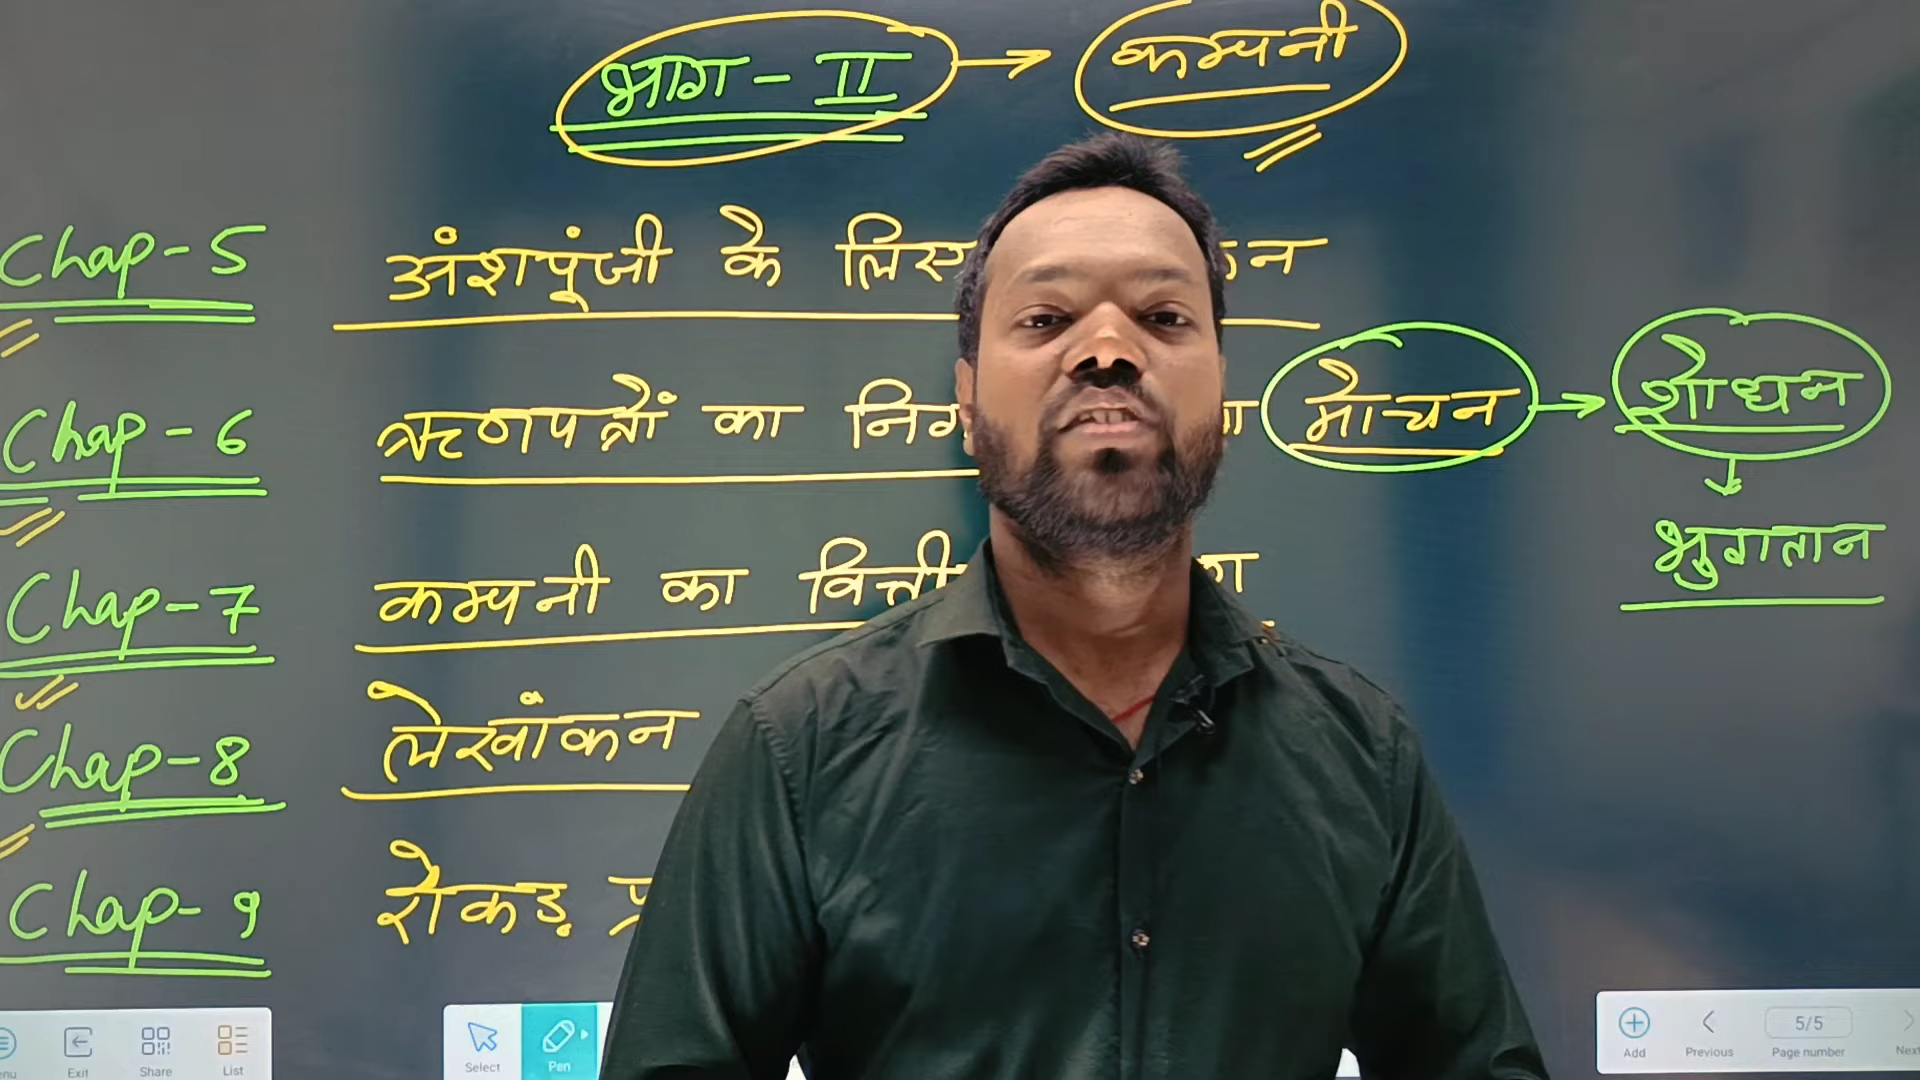 भाग - II → कम्पनी
Chap - 5 अंशपूंजी के लिए
Chap - 6 ऋणपत्रों का मोचन → शोधन
भुगतान
Chap - 7 कम्पनी का
Chap - 8 लेखांकन
Chap - 9 रोकड़
Exit
Share
List
Select
Pen
Add
Previous
5/5
Page number